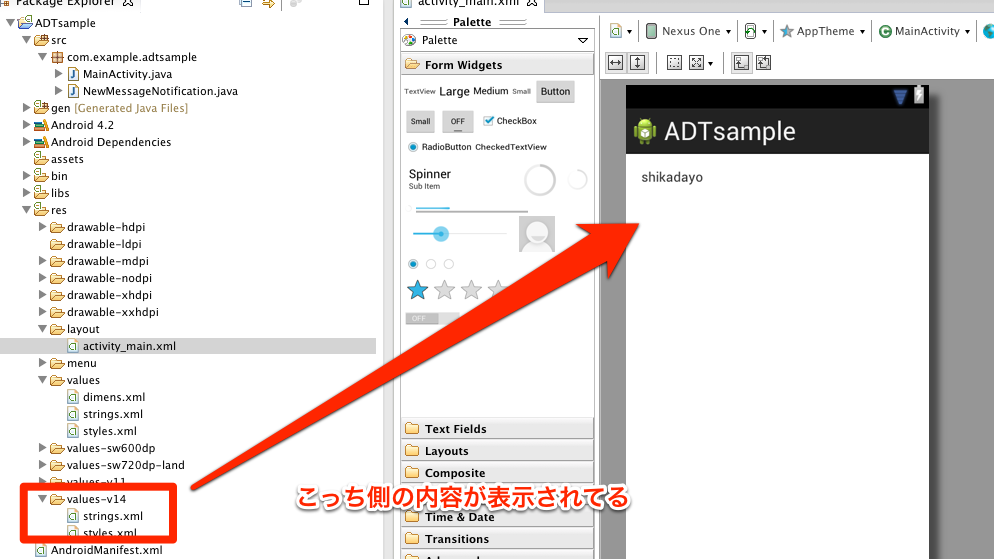 Package Explorer
ADTsample
src
com.example.adtsample
MainActivity.java
NewMessageNotification.java
gen [Generated Java Files]
Android 4.2
Android Dependencies
assets
bin
libs
res
drawable-hdpi
drawable-ldpi
drawable-mdpi
drawable-nodpi
drawable-xhdpi
drawable-xxhdpi
layout
activity_main.xml
menu
values
dimens.xml
strings.xml
styles.xml
values-sw600dp
values-sw720dp-land
values-v11
values-v14
strings.xml
styles.xml
AndroidManifest.xml
activity_main.xml
Palette
Palette
Form Widgets
TextView Large Medium Small Button
Small OFF CheckBox
RadioButton CheckedTextView
Spinner
Sub Item
OFF
Text Fields
Layouts
Composite
Time & Date
Transitions
Nexus One AppTheme MainActivity
ADTsample
shikadayo
こっち側の内容が表示されてる